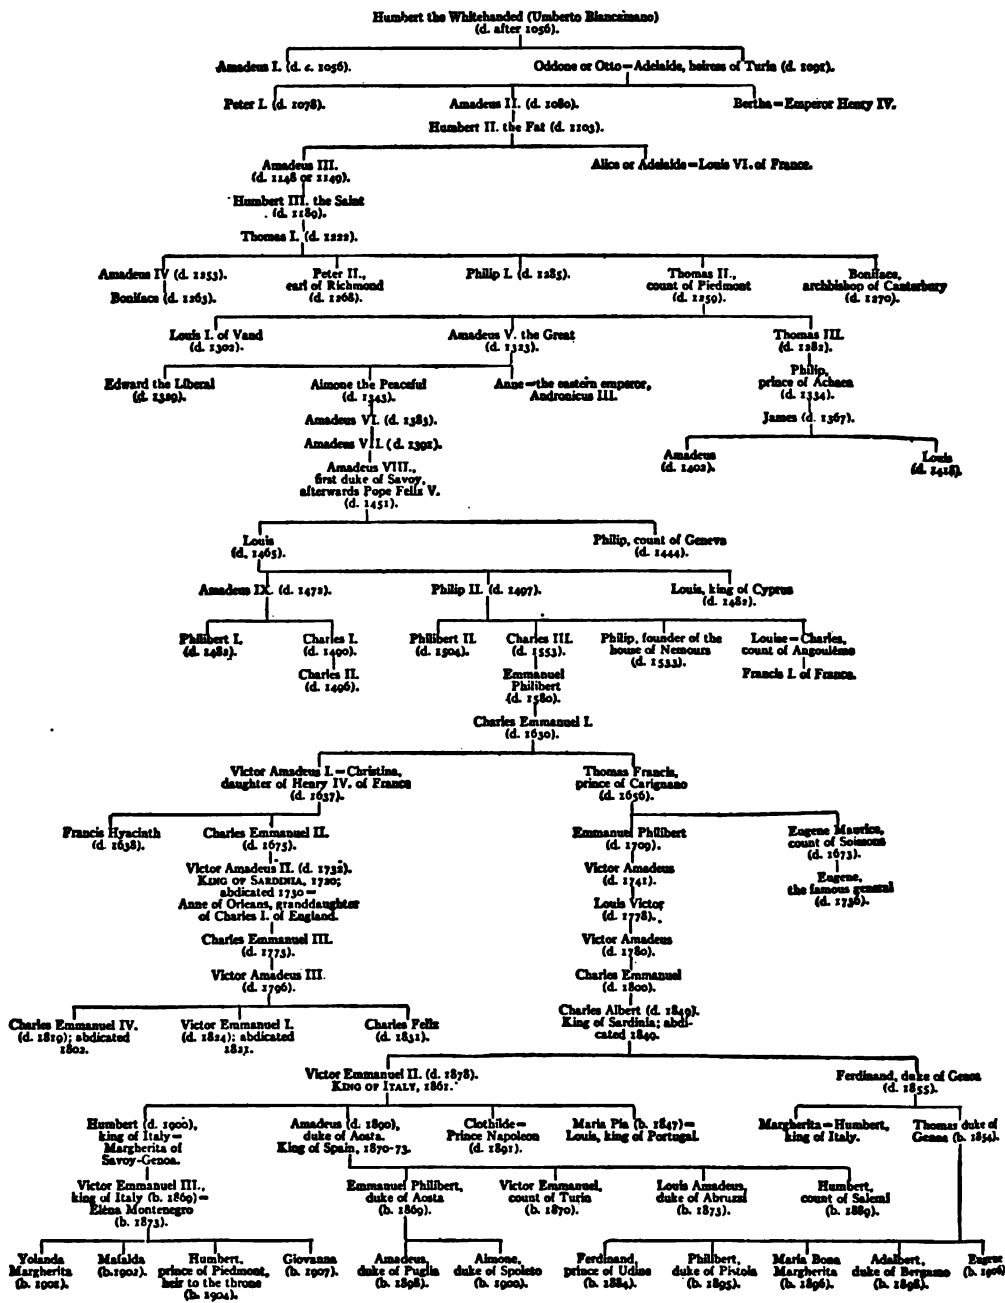 Humbert the Whitehanded (Umberto Biancamano)
(d. after 1056).
Amadeus I. (d. c. 1056).
Oddone or Otto=Adelaide, heiress of Turin (d. 1091).
Peter I. (d. 1078).
Amadeus II. (d. 1080).
Bertha=Emperor Henry IV.
Humbert II. the Fat (d. 1103).
Amadeus III.
(d. 1148 or 1149).
Alice or Adelaide=Louis VI. of France.
Humbert III. the Saint
(d. 1189).
Thomas I. (d. 1222).
Amadeus IV (d. 1253).
Boniface (d. 1263).
Peter II.,
earl of Richmond
(d. 1268).
Philip I. (d. 1285).
Thomas II.,
count of Piedmont
(d. 1259).
Boniface,
archbishop of Canterbury
(d. 1270).
Louis I. of Vaud
(d. 1302).
Amadeus V. the Great
(d. 1323).
Thomas III.
(d. 1282).
Edward the Liberal
(d. 1329).
Aimone the Peaceful
(d. 1343).
Anne=the eastern emperor,
Andronicus III.
Philip,
prince of Achaea
(d. 1334).
Amadeus VI. (d. 1383).
James (d. 1367).
Amadeus VII. (d. 1391).
Amadeus
(d. 1402).
Louis
(d. 1418).
Amadeus VIII.,
first duke of Savoy,
afterwards Pope Felix V.
(d. 1451).
Louis
(d. 1465).
Philip, count of Geneva
(d. 1444).
Amadeus IX. (d. 1472).
Philip II. (d. 1497).
Louis, king of Cyprus
(d. 1482).
Philibert I.
(d. 1482).
Charles I.
(d. 1490).
Charles II.
(d. 1496).
Philibert II.
(d. 1504).
Charles III.
(d. 1553).
Philip, founder of the
house of Nemours
(d. 1533).
Louise=Charles,
count of Angoulême
Francis I. of France.
Emmanuel
Philibert
(d. 1580).
Charles Emmanuel I.
(d. 1630).
Victor Amadeus I.=Christina,
daughter of Henry IV. of France
(d. 1637).
Thomas Francis,
prince of Carignano
(d. 1656).
Francis Hyacinth
(d. 1638).
Charles Emmanuel II.
(d. 1675).
Emmanuel Philibert
(d. 1709).
Eugene Maurice,
count of Soissons
(d. 1673).
Victor Amadeus II. (d. 1732).
KING OF SARDINIA, 1720;
abdicated 1730=
Anne of Orleans, granddaughter
of Charles I. of England.
Victor Amadeus
(d. 1741).
Eugene,
the famous general
(d. 1736).
Louis Victor
(d. 1778).
Charles Emmanuel III.
(d. 1773).
Victor Amadeus
(d. 1780).
Victor Amadeus III.
(d. 1796).
Charles Emmanuel
(d. 1800).
Charles Emmanuel IV.
(d. 1819); abdicated
1802.
Victor Emmanuel I.
(d. 1824); abdicated
1821.
Charles Felix
(d. 1831).
Charles Albert (d. 1849).
King of Sardinia; abdi-
cated 1849.
Victor Emmanuel II. (d. 1878).
KING OF ITALY, 1861.
Ferdinand, duke of Genoa
(d. 1855).
Humbert (d. 1900),
king of Italy=
Margherita of
Savoy-Genoa.
Amadeus (d. 1890),
duke of Aosta.
King of Spain, 1870-73.
Clothilde=
Prince Napoleon
(d. 1891).
Maria Pia (b. 1847)=
Louis, king of Portugal.
Margherita=Humbert,
king of Italy.
Thomas duke of
Genoa (b. 1854).
Victor Emmanuel III.,
king of Italy (b. 1869)=
Elena Montenegro
(b. 1873).
Emmanuel Philibert,
duke of Aosta
(b. 1869).
Victor Emmanuel,
count of Turin
(b. 1870).
Louis Amadeus,
duke of Abruzzi
(b. 1873).
Humbert,
count of Salemi
(b. 1889).
Yolanda
Margherita
(b. 1901).
Mafalda
(b. 1902).
Humbert,
prince of Piedmont,
heir to the throne
(b. 1904).
Giovanna
(b. 1907).
Amadeus,
duke of Puglia
(b. 1898).
Aimone,
duke of Spoleto
(b. 1900).
Ferdinand,
prince of Udine
(b. 1884).
Philibert,
duke of Pistola
(b. 1895).
Maria Bona
Margherita
(b. 1896).
Adalbert,
duke of Bergamo
(b. 1898).
Eugene
(b. 1906)